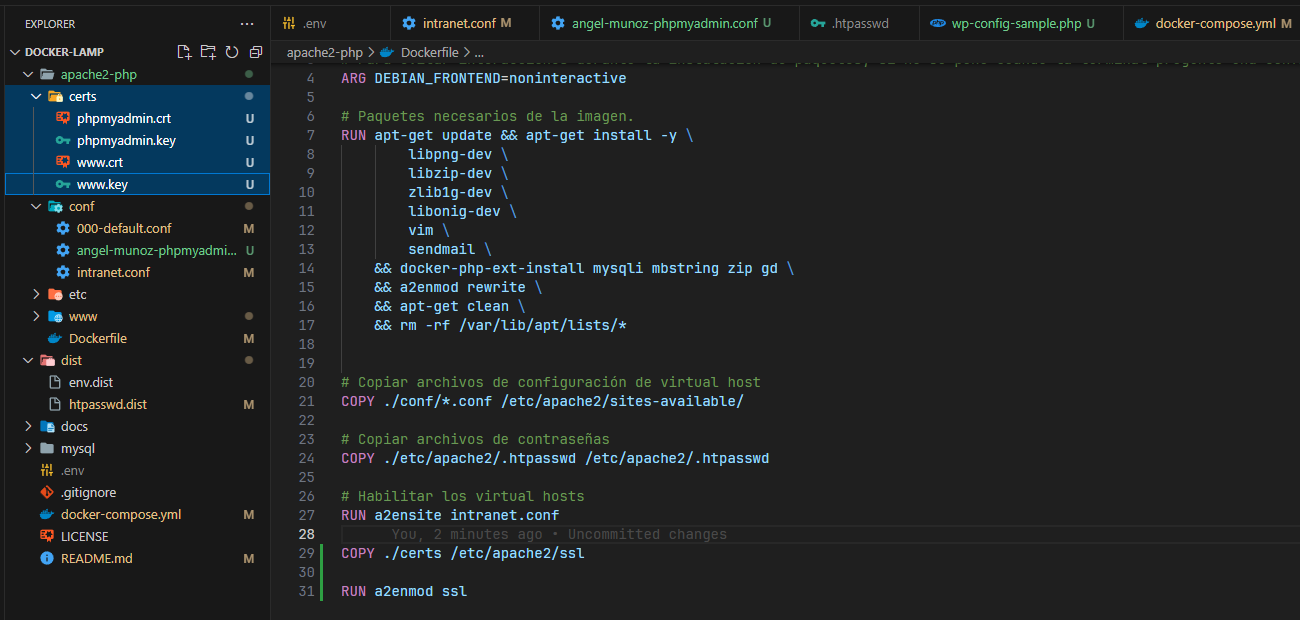 EXPLORER
DOCKER-LAMP
apache2-php
certs
phpmyadmin.crt U
phpmyadmin.key U
www.crt U
www.key U
conf
000-default.conf M
angel-munoz-phpmyadmi... U
intranet.conf M
etc
www
Dockerfile M
dist
env.dist
htpasswd.dist M
docs
mysql
.env
.gitignore
docker-compose.yml M
LICENSE
README.md M
.env
intranet.conf M
angel-munoz-phpmyadmin.conf U
.htpasswd
wp-config-sample.php U
docker-compose.yml M
apache2-php > Dockerfile > ...
4 ARG DEBIAN_FRONTEND=noninteractive
5
6 # Paquetes necesarios de la imagen.
7 RUN apt-get update && apt-get install -y \
8 libpng-dev \
9 libzip-dev \
10 zlib1g-dev \
11 libonig-dev \
12 vim \
13 sendmail \
14 && docker-php-ext-install mysqli mbstring zip gd \
15 && a2enmod rewrite \
16 && apt-get clean \
17 && rm -rf /var/lib/apt/lists/*
18
19
20 # Copiar archivos de configuración de virtual host
21 COPY ./conf/*.conf /etc/apache2/sites-available/
22
23 # Copiar archivos de contraseñas
24 COPY ./etc/apache2/.htpasswd /etc/apache2/.htpasswd
25
26 # Habilitar los virtual hosts
27 RUN a2ensite intranet.conf
28 You, 2 minutes ago • Uncommitted changes
29 COPY ./certs /etc/apache2/ssl
30
31 RUN a2enmod ssl